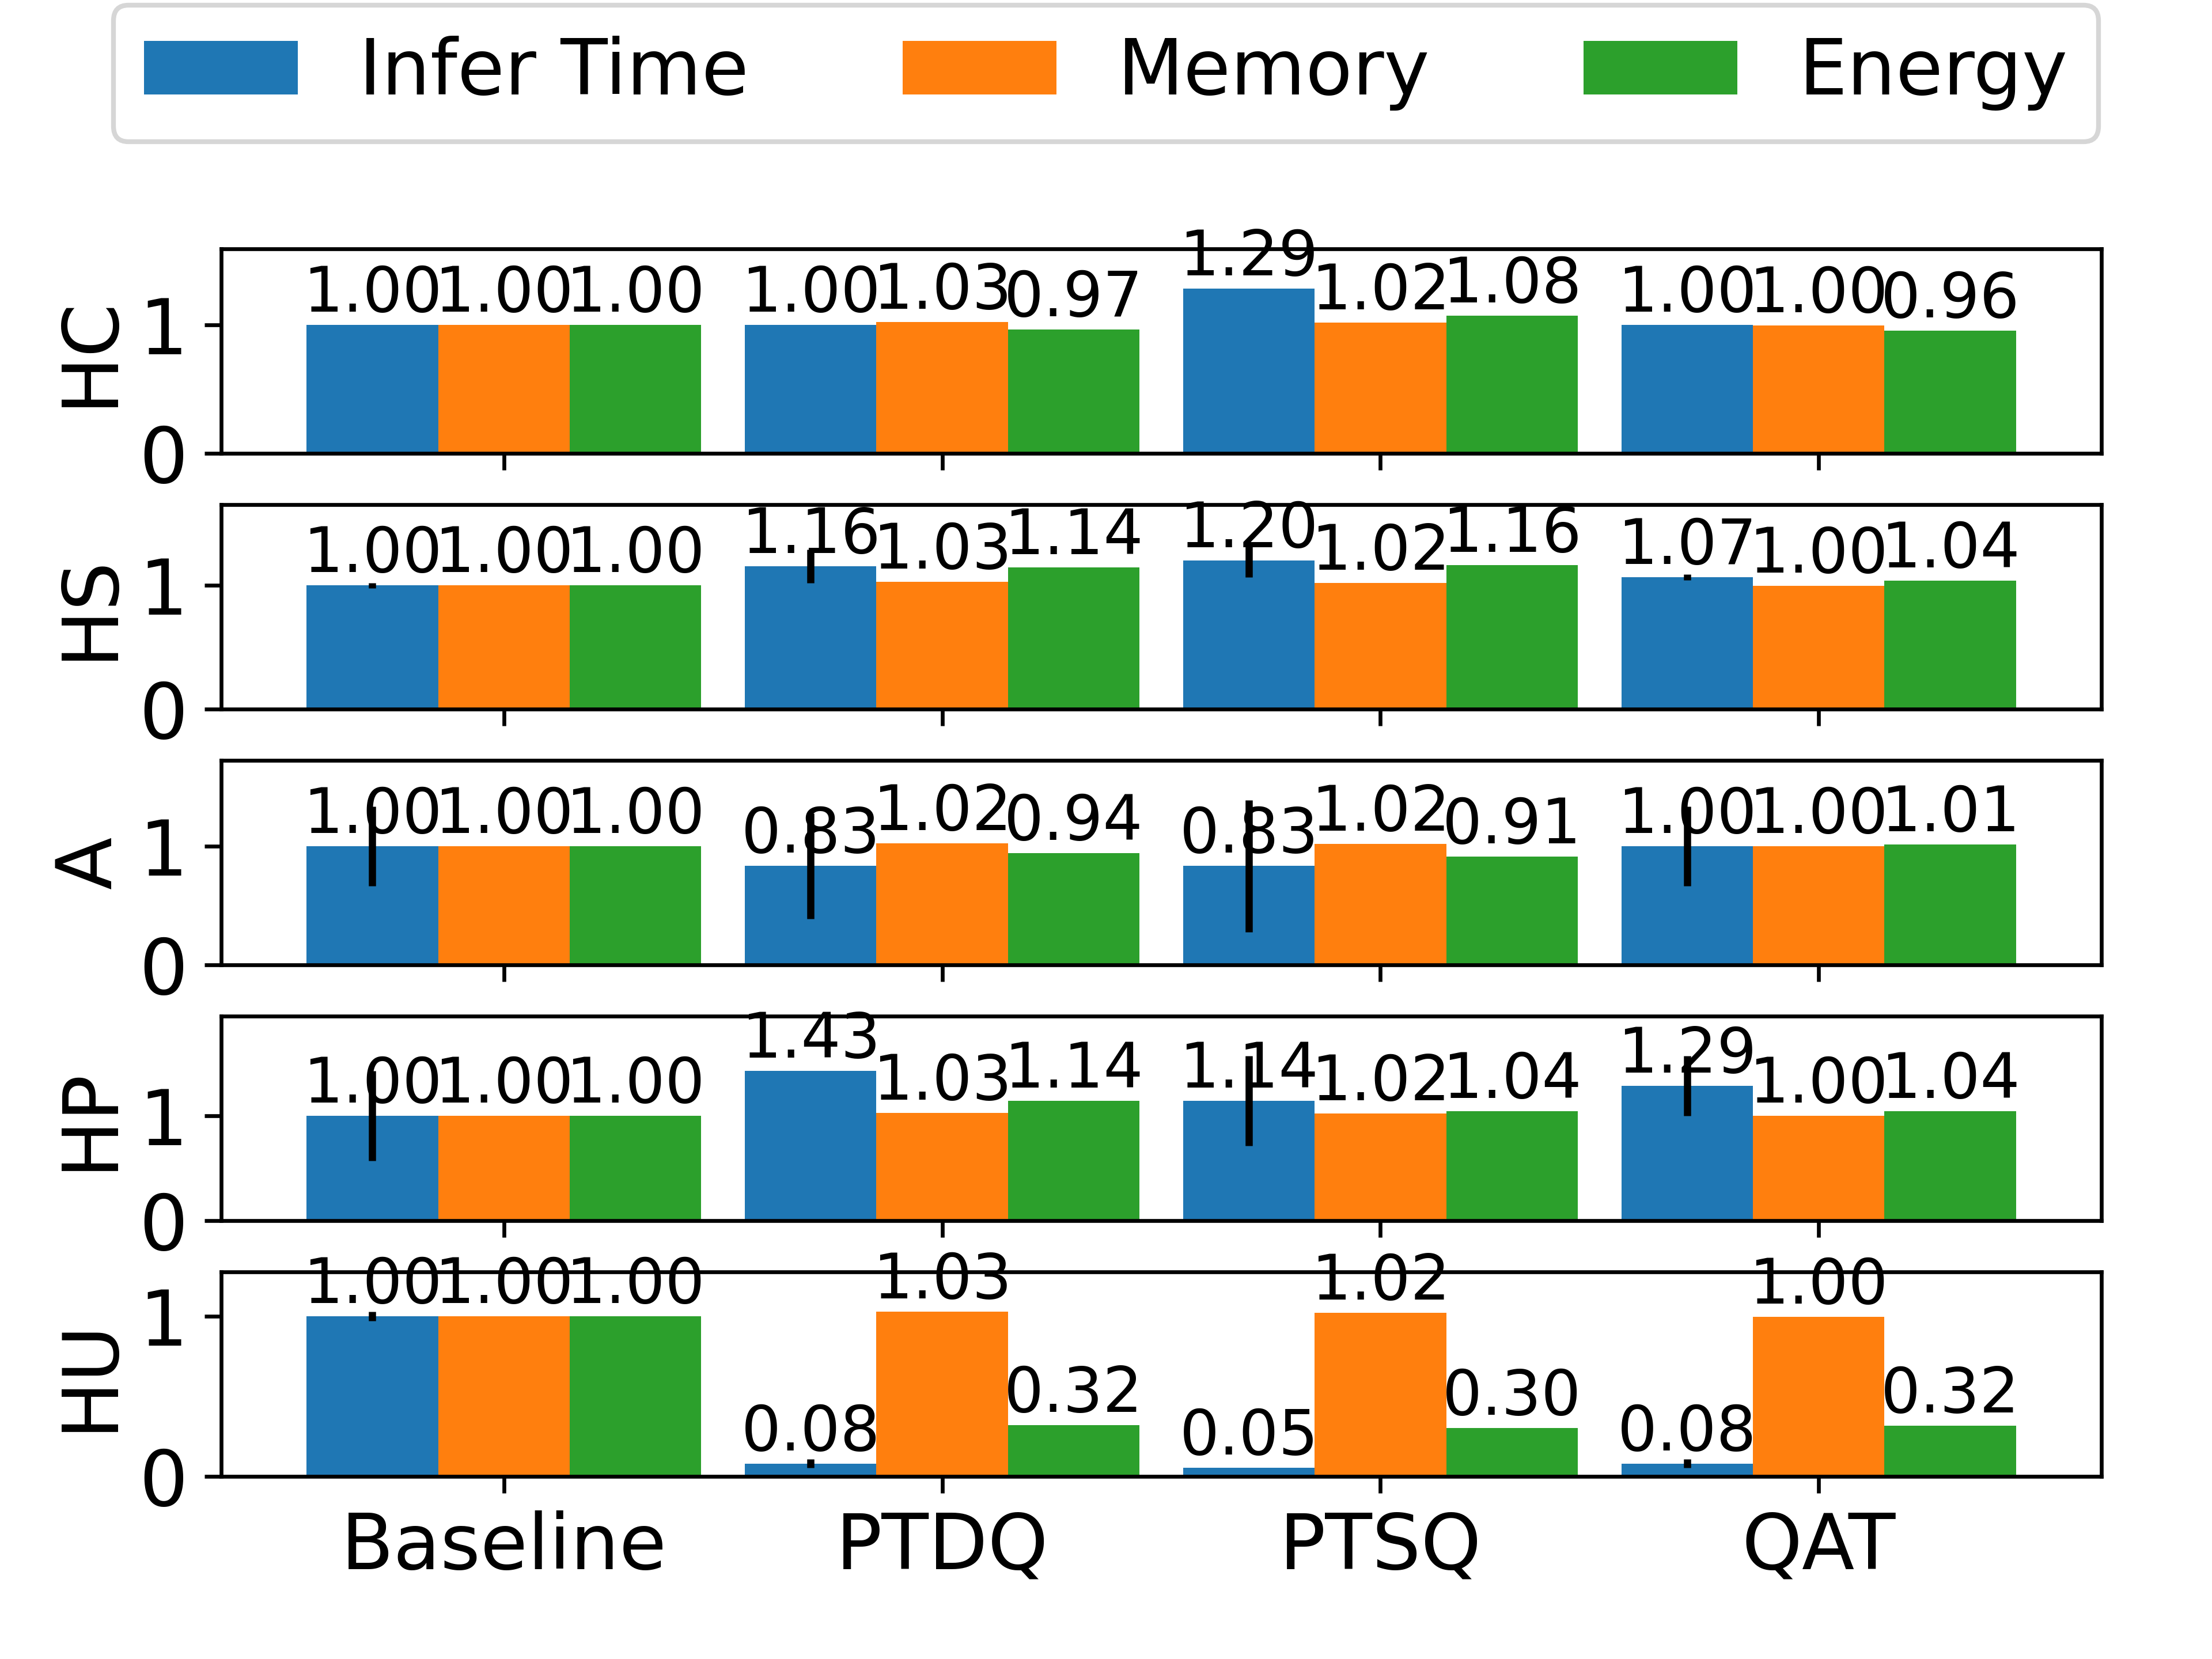 Infer Time Memory Energy
HC
1
0
1.00 1.00 1.00 1.00 1.03 0.97 1.29 1.02 1.08 1.00 1.00 0.96
HS
1
0
1.00 1.00 1.00 1.16 1.03 1.14 1.20 1.02 1.16 1.07 1.00 1.04
A
1
0
1.00 1.00 1.00 0.83 1.02 0.94 0.83 1.02 0.91 1.00 1.00 1.01
HP
1
0
1.00 1.00 1.00 1.43 1.03 1.14 1.14 1.02 1.04 1.29 1.00 1.04
HU
1
0
1.00 1.00 1.00 0.08 1.03 0.32 0.05 1.02 0.30 0.08 1.00 0.32
Baseline PTDQ PTSQ QAT